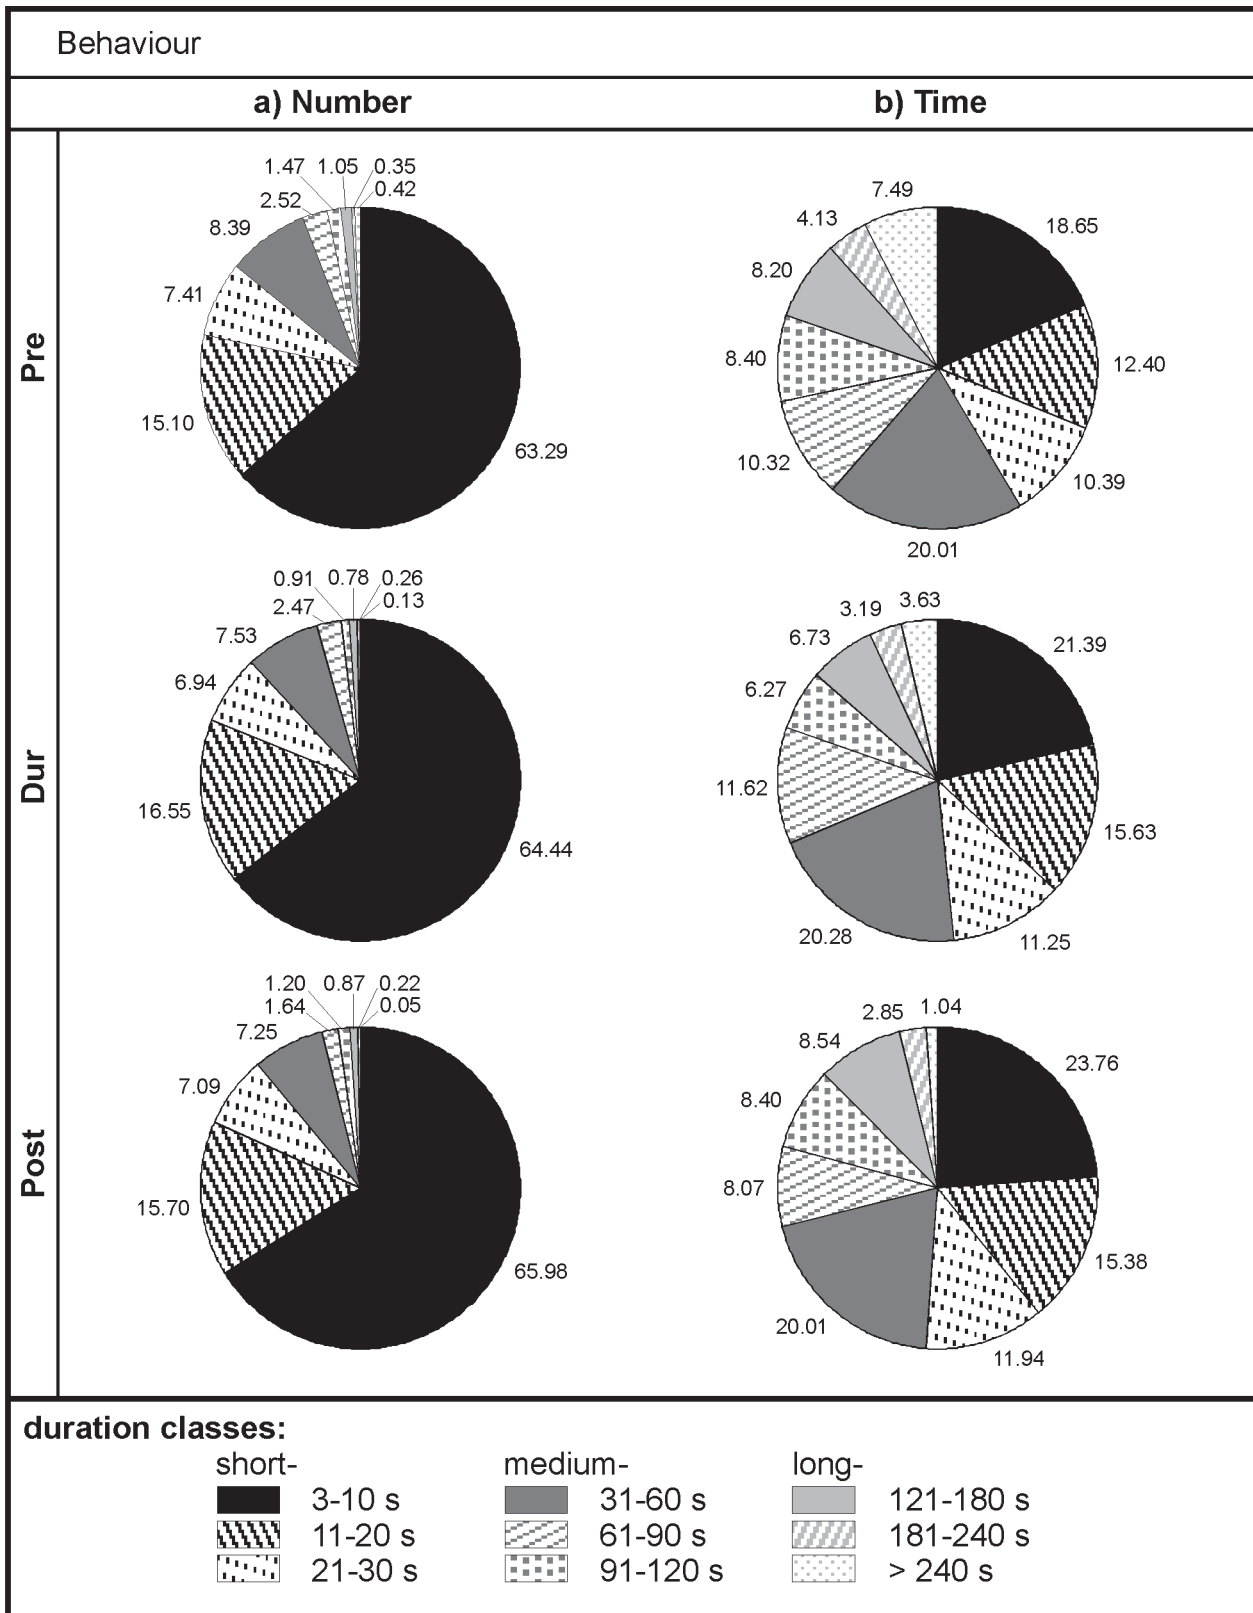 Behaviour
a) Number
b) Time
Pre
1.47 1.05 0.35
0.42
2.52
8.39
7.41
15.10
63.29
7.49
4.13
18.65
8.20
8.40
12.40
10.32
10.39
20.01
Dur
0.91 0.78 0.26
2.47 0.13
7.53
6.94
16.55
64.44
3.19 3.63
6.73
21.39
6.27
11.62
15.63
20.28
11.25
Post
1.20 0.87 0.22
1.64 0.05
7.25
7.09
15.70
65.98
2.85 1.04
8.54
23.76
8.40
8.07
15.38
20.01
11.94
duration classes:
short-
3-10 s
11-20 s
21-30 s
medium-
31-60 s
61-90 s
91-120 s
long-
121-180 s
181-240 s
> 240 s